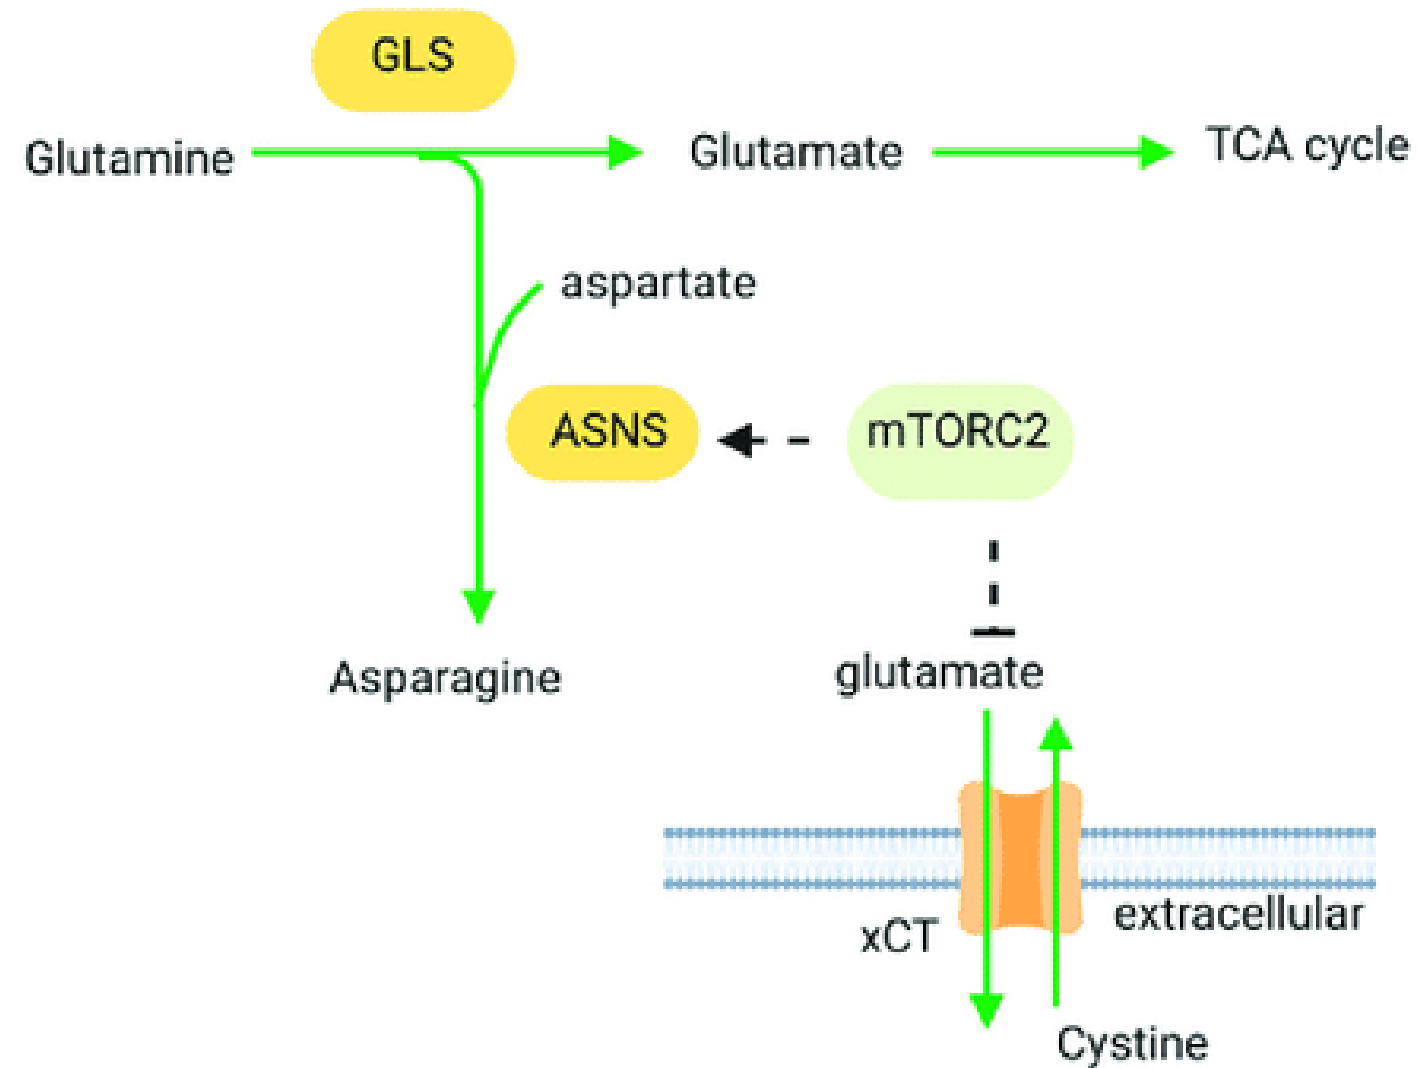 GLS
Glutamine
Glutamate
TCA cycle
aspartate
ASNS
mTORC2
Asparagine
glutamate
xCT
extracellular
Cystine